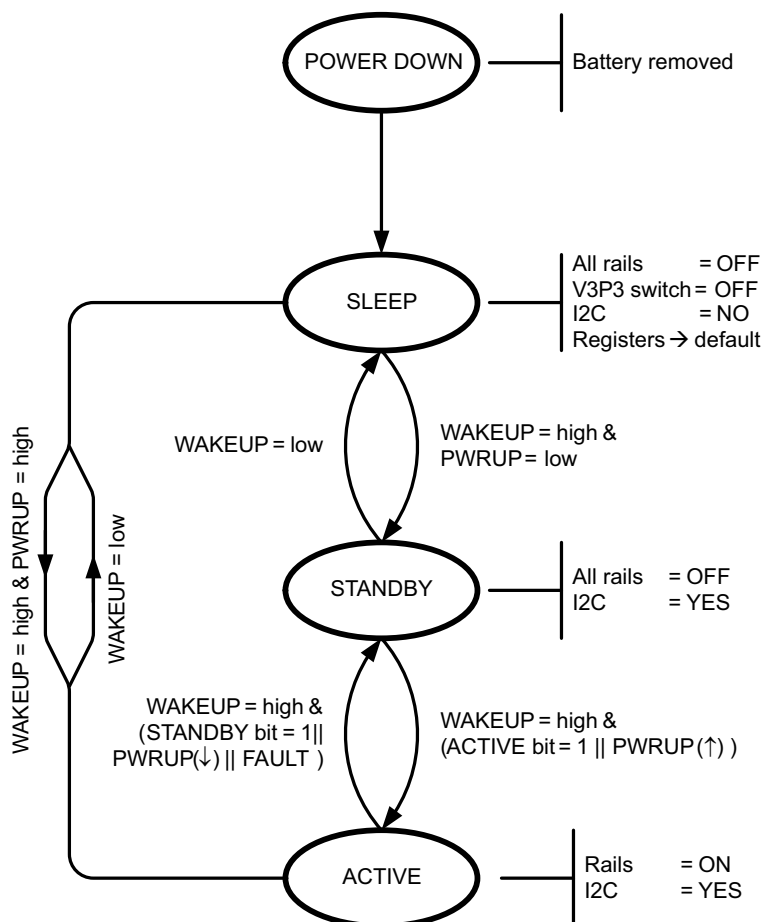 POWER DOWN
Battery removed
SLEEP
All rails = OFF
V3P3 switch = OFF
I2C = NO
Registers → default
WAKEUP = high & PWRUP = high
WAKEUP = low
WAKEUP = low
WAKEUP = high &
PWRUP = low
STANDBY
All rails = OFF
I2C = YES
WAKEUP = high &
(STANDBY bit = 1||
PWRUP(↓) || FAULT )
WAKEUP = high &
(ACTIVE bit = 1 || PWRUP(↑) )
ACTIVE
Rails = ON
I2C = YES